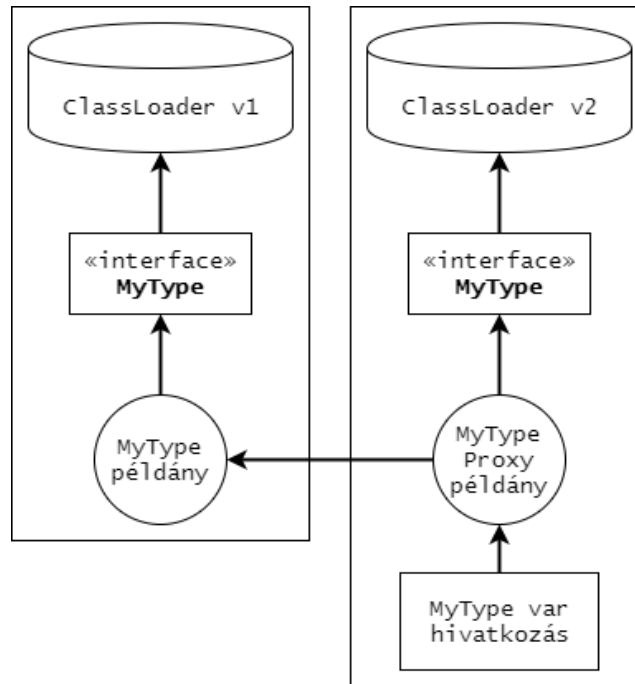 ClassLoader v1
«interface»
MyType
MyType
példány
ClassLoader v2
«interface»
MyType
MyType
Proxy
példány
MyType var
hivatkozás